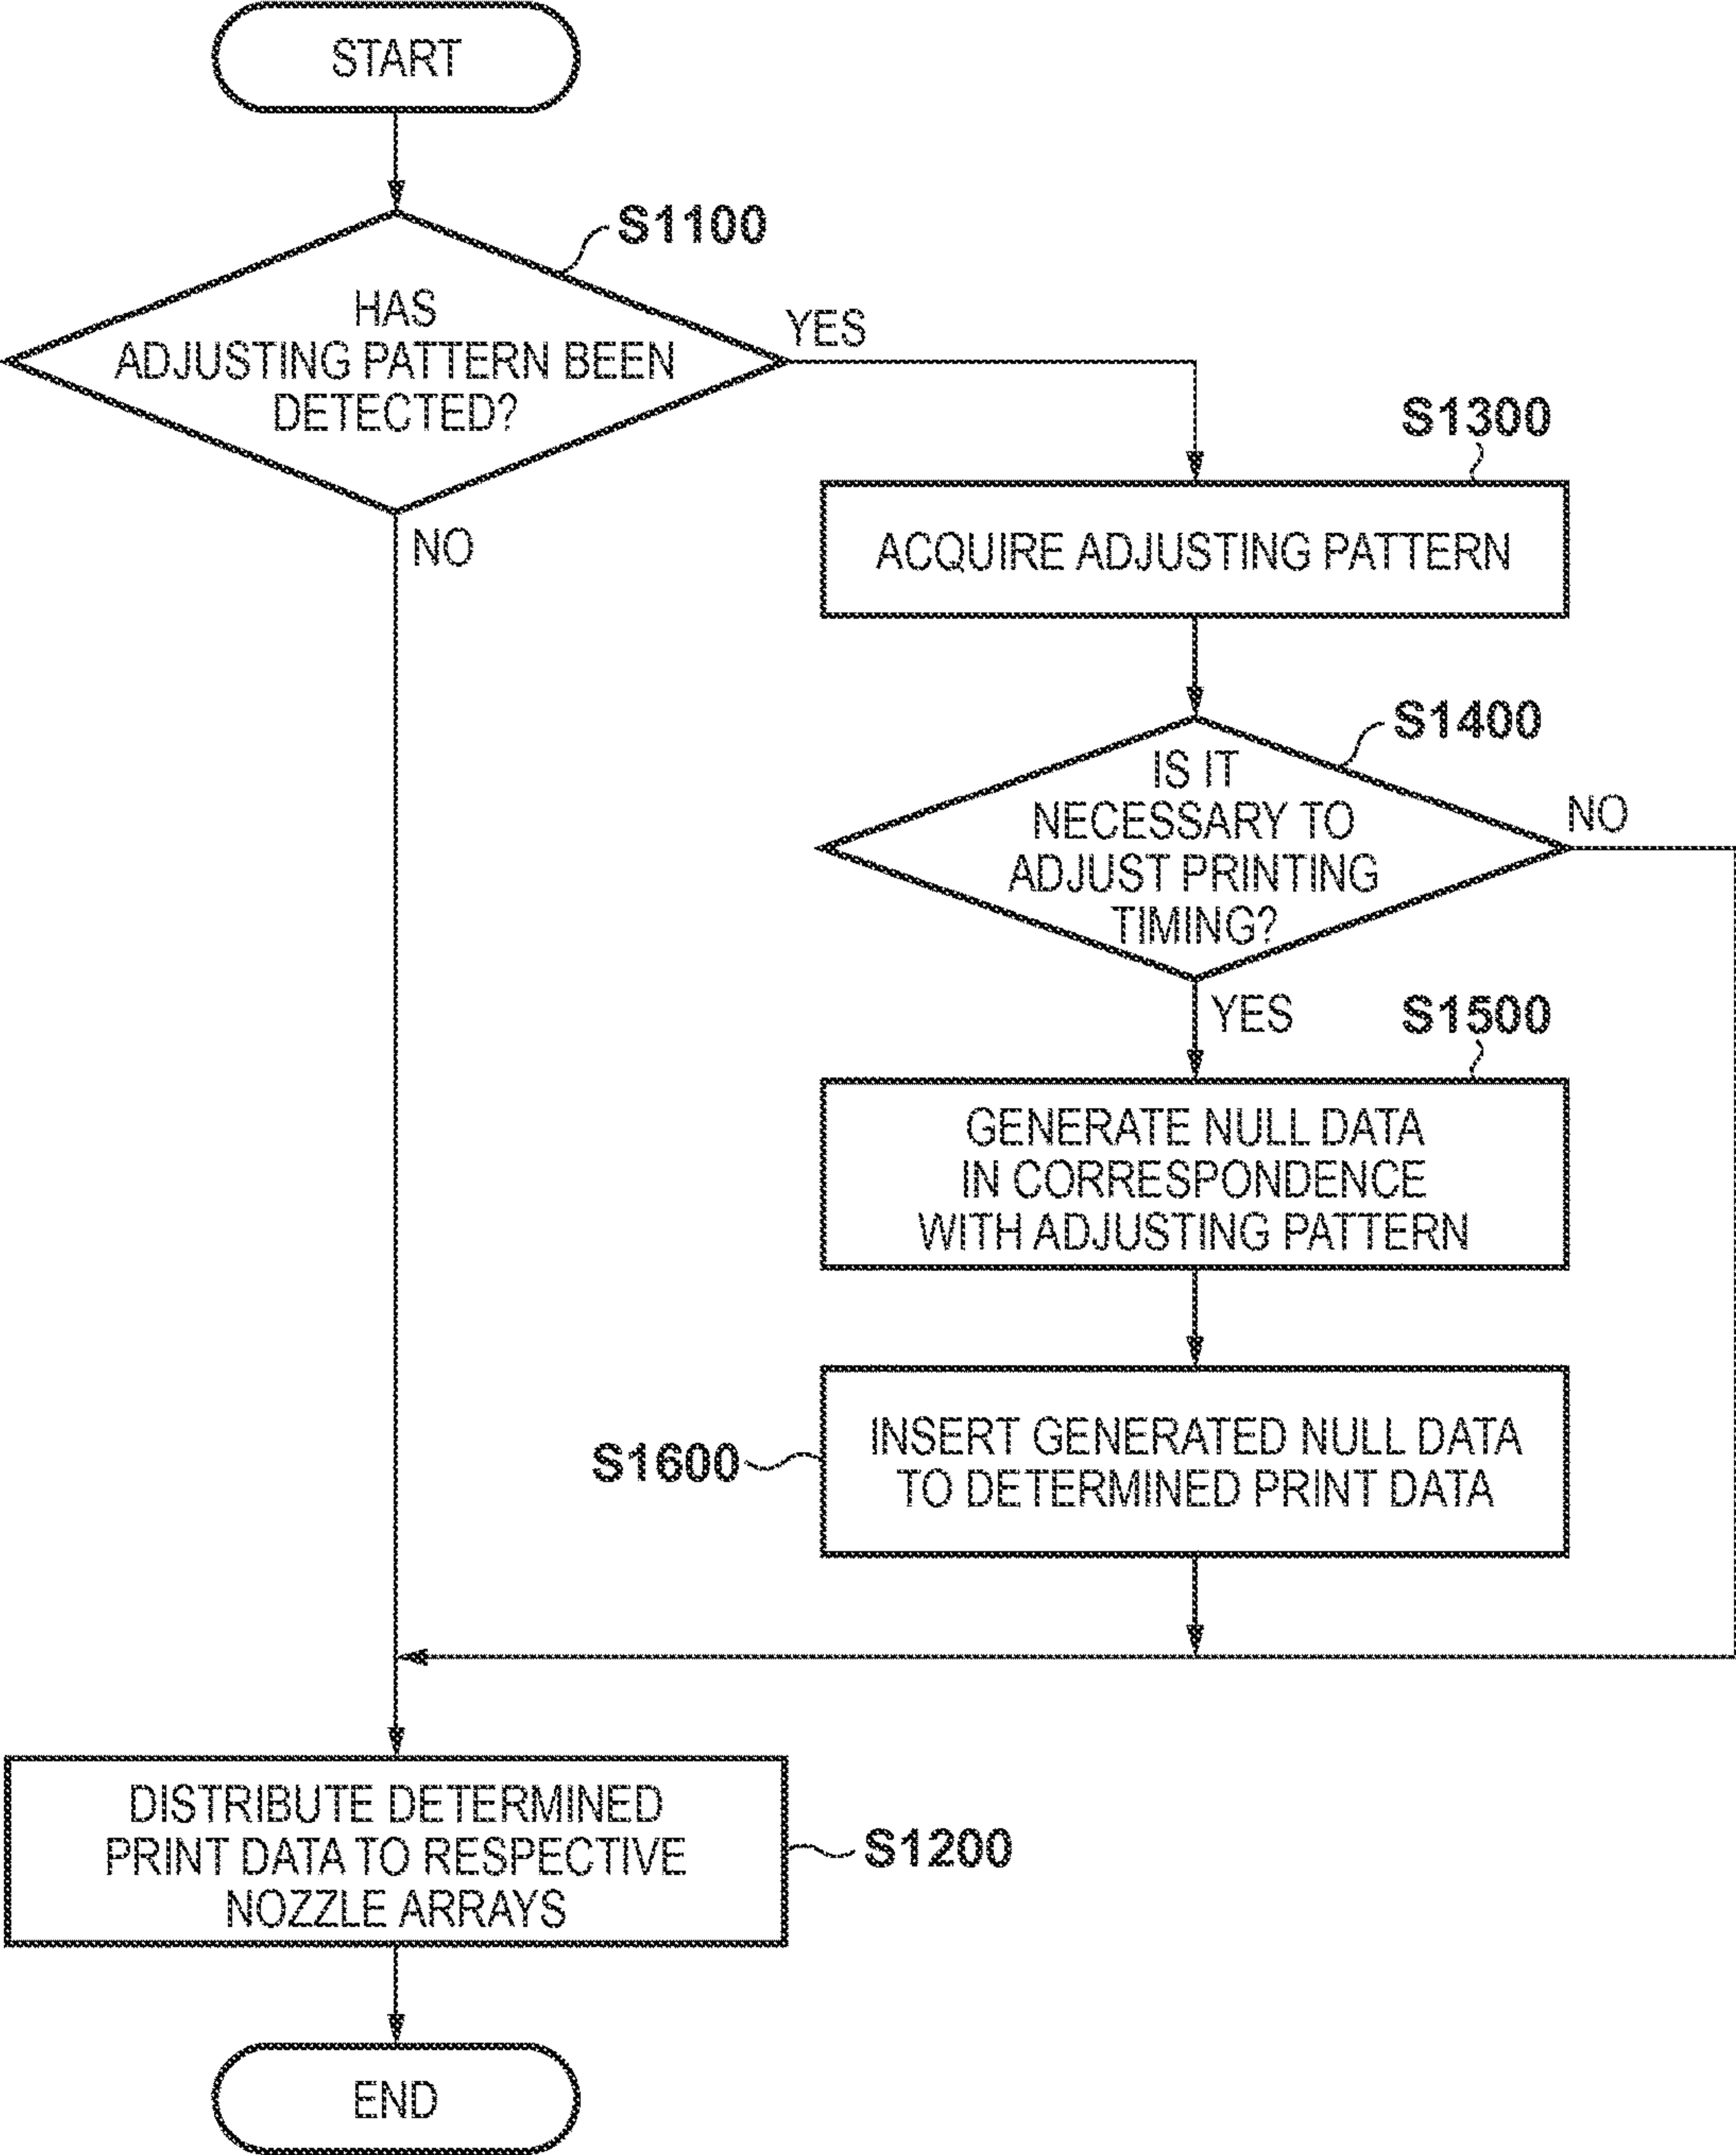 START
S1100
HAS
ADJUSTING PATTERN BEEN
DETECTED?
YES
NO
S1300
ACQUIRE ADJUSTING PATTERN
S1400
IS IT
NECESSARY TO
ADJUST PRINTING
TIMING?
NO
YES
S1500
GENERATE NULL DATA
IN CORRESPONDENCE
WITH ADJUSTING PATTERN
S1600
INSERT GENERATED NULL DATA
TO DETERMINED PRINT DATA
DISTRIBUTE DETERMINED
PRINT DATA TO RESPECTIVE
NOZZLE ARRAYS
S1200
END